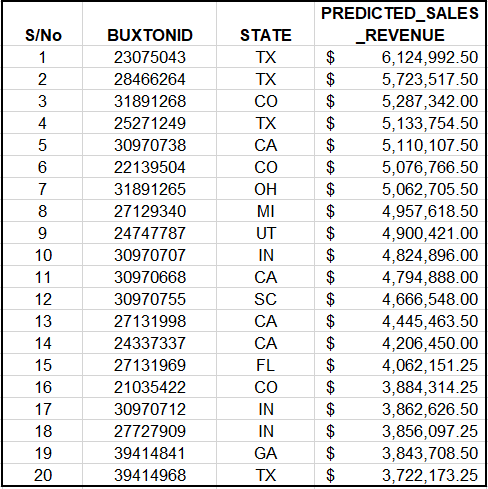 S/No BUXTONID STATE PREDICTED_SALES
_REVENUE
1 23075043 TX $ 6,124,992.50
2 28466264 TX $ 5,723,517.50
3 31891268 CO $ 5,287,342.00
4 25271249 TX $ 5,133,754.50
5 30970738 CA $ 5,110,107.50
6 22139504 CO $ 5,076,766.50
7 31891265 OH $ 5,062,705.50
8 27129340 MI $ 4,957,618.50
9 24747787 UT $ 4,900,421.00
10 30970707 IN $ 4,824,896.00
11 30970668 CA $ 4,794,888.00
12 30970755 SC $ 4,666,548.00
13 27131998 CA $ 4,445,463.50
14 24337337 CA $ 4,206,450.00
15 27131969 FL $ 4,062,151.25
16 21035422 CO $ 3,884,314.25
17 30970712 IN $ 3,862,626.50
18 27727909 IN $ 3,856,097.25
19 39414841 GA $ 3,843,708.50
20 39414968 TX $ 3,722,173.25